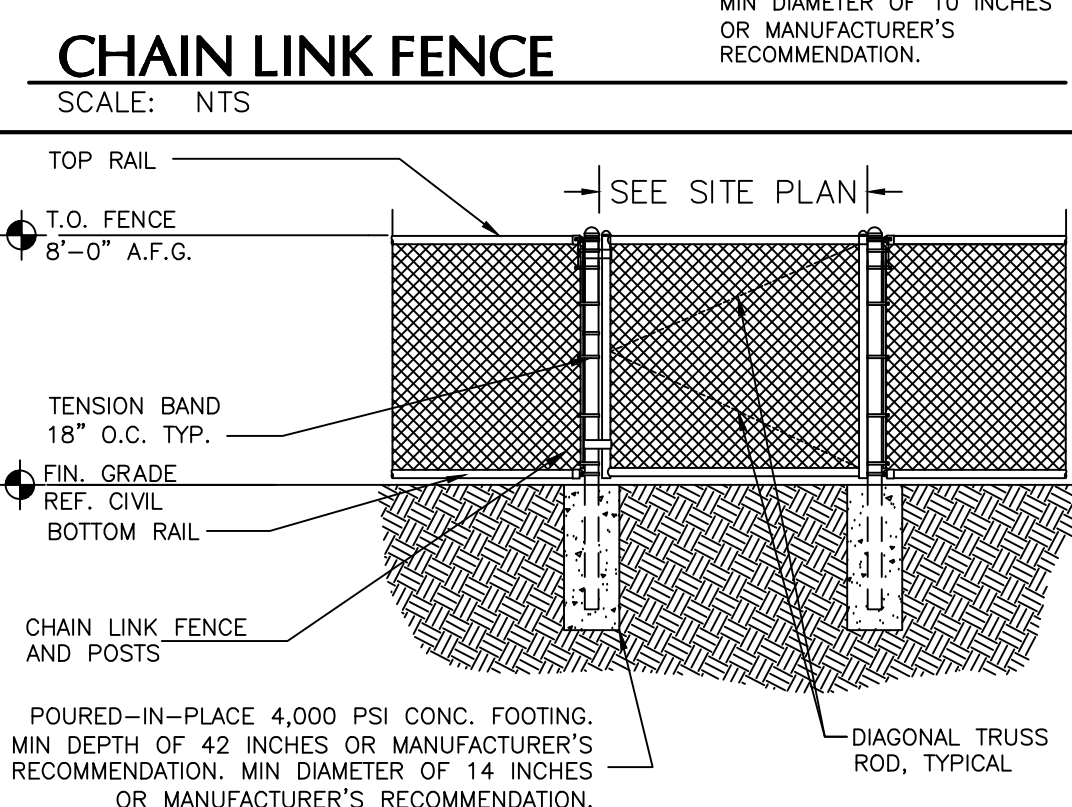 MIN DIAMETER OF 10 INCHES
OR MANUFACTURER'S
RECOMMENDATION.
CHAIN LINK FENCE
SCALE: NTS
TOP RAIL
SEE SITE PLAN
T.O. FENCE
8'-0" A.F.G.
TENSION BAND
18" O.C. TYP.
FIN. GRADE
REF. CIVIL
BOTTOM RAIL
CHAIN LINK FENCE
AND POSTS
POURED-IN-PLACE 4,000 PSI CONC. FOOTING.
MIN DEPTH OF 42 INCHES OR MANUFACTURER'S
RECOMMENDATION. MIN DIAMETER OF 14 INCHES
OR MANUFACTURER'S RECOMMENDATION.
DIAGONAL TRUSS
ROD, TYPICAL